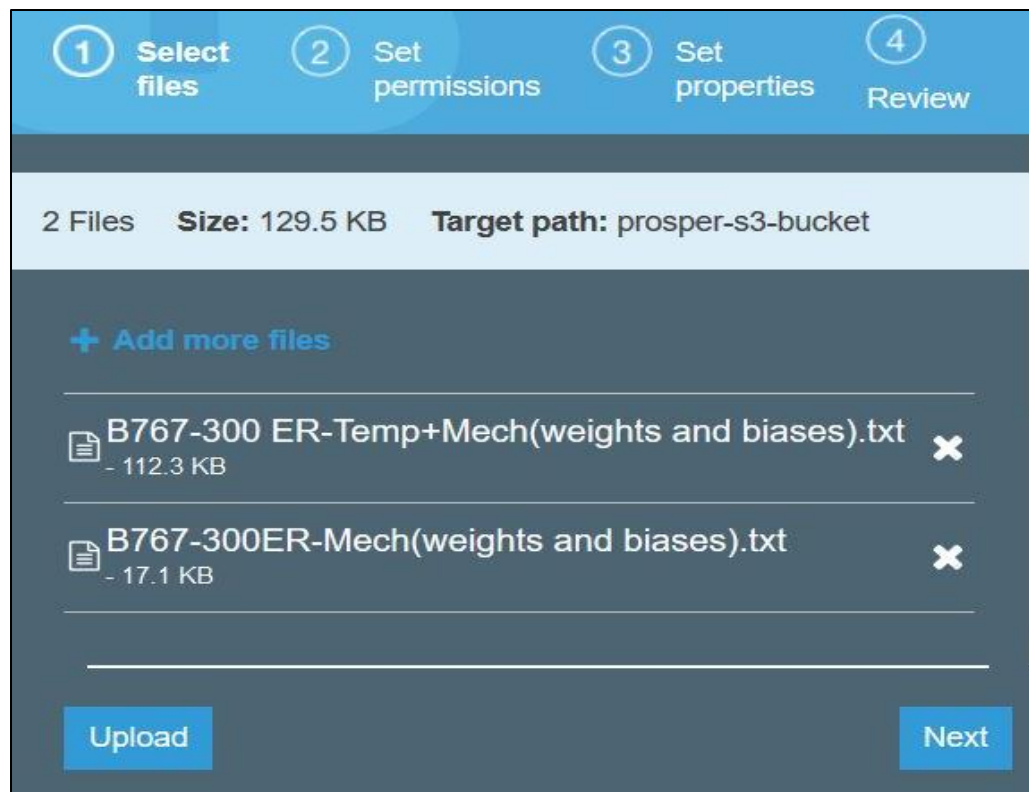 1 Select files
2 Set permissions
3 Set properties
4 Review
2 Files Size: 129.5 KB Target path: prosper-s3-bucket
Add more files
B767-300 ER-Temp+Mech(weights and biases).txt
- 112.3 KB
B767-300ER-Mech(weights and biases).txt
- 17.1 KB
Upload Next